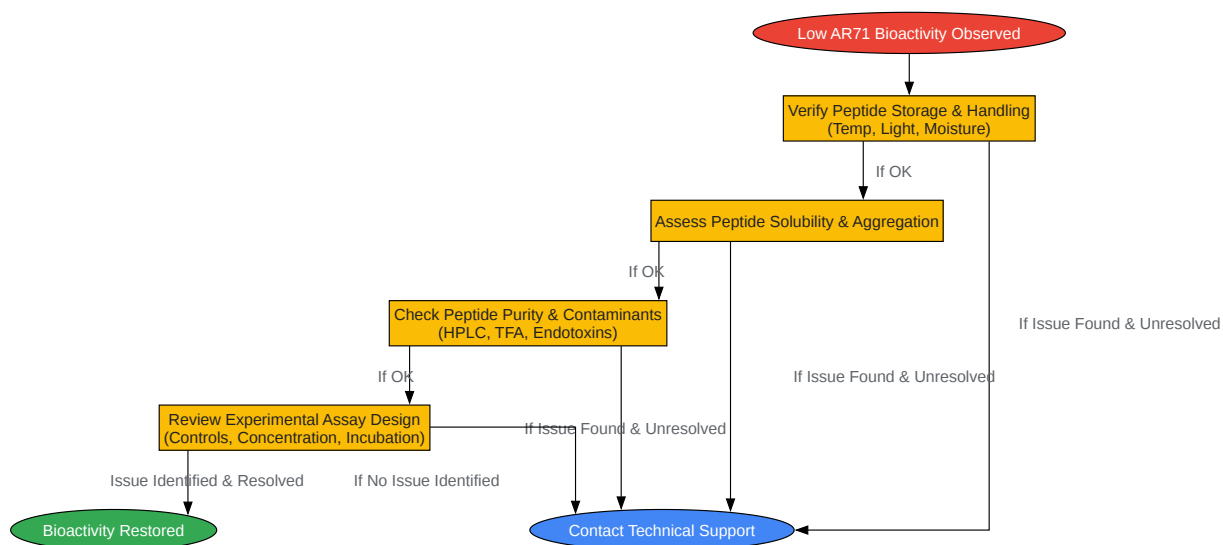 Low AR71 Bioactivity Observed
Verify Peptide Storage & Handling
(Temp, Light, Moisture)
If OK
Assess Peptide Solubility & Aggregation
If OK
Check Peptide Purity & Contaminants
(HPLC, TFA, Endotoxins)
If Issue Found & Unresolved
If Issue Found & Unresolved
If OK
Review Experimental Assay Design
(Controls, Concentration, Incubation)
If Issue Found & Unresolved
Issue Identified & Resolved
If No Issue Identified
Bioactivity Restored
Contact Technical Support